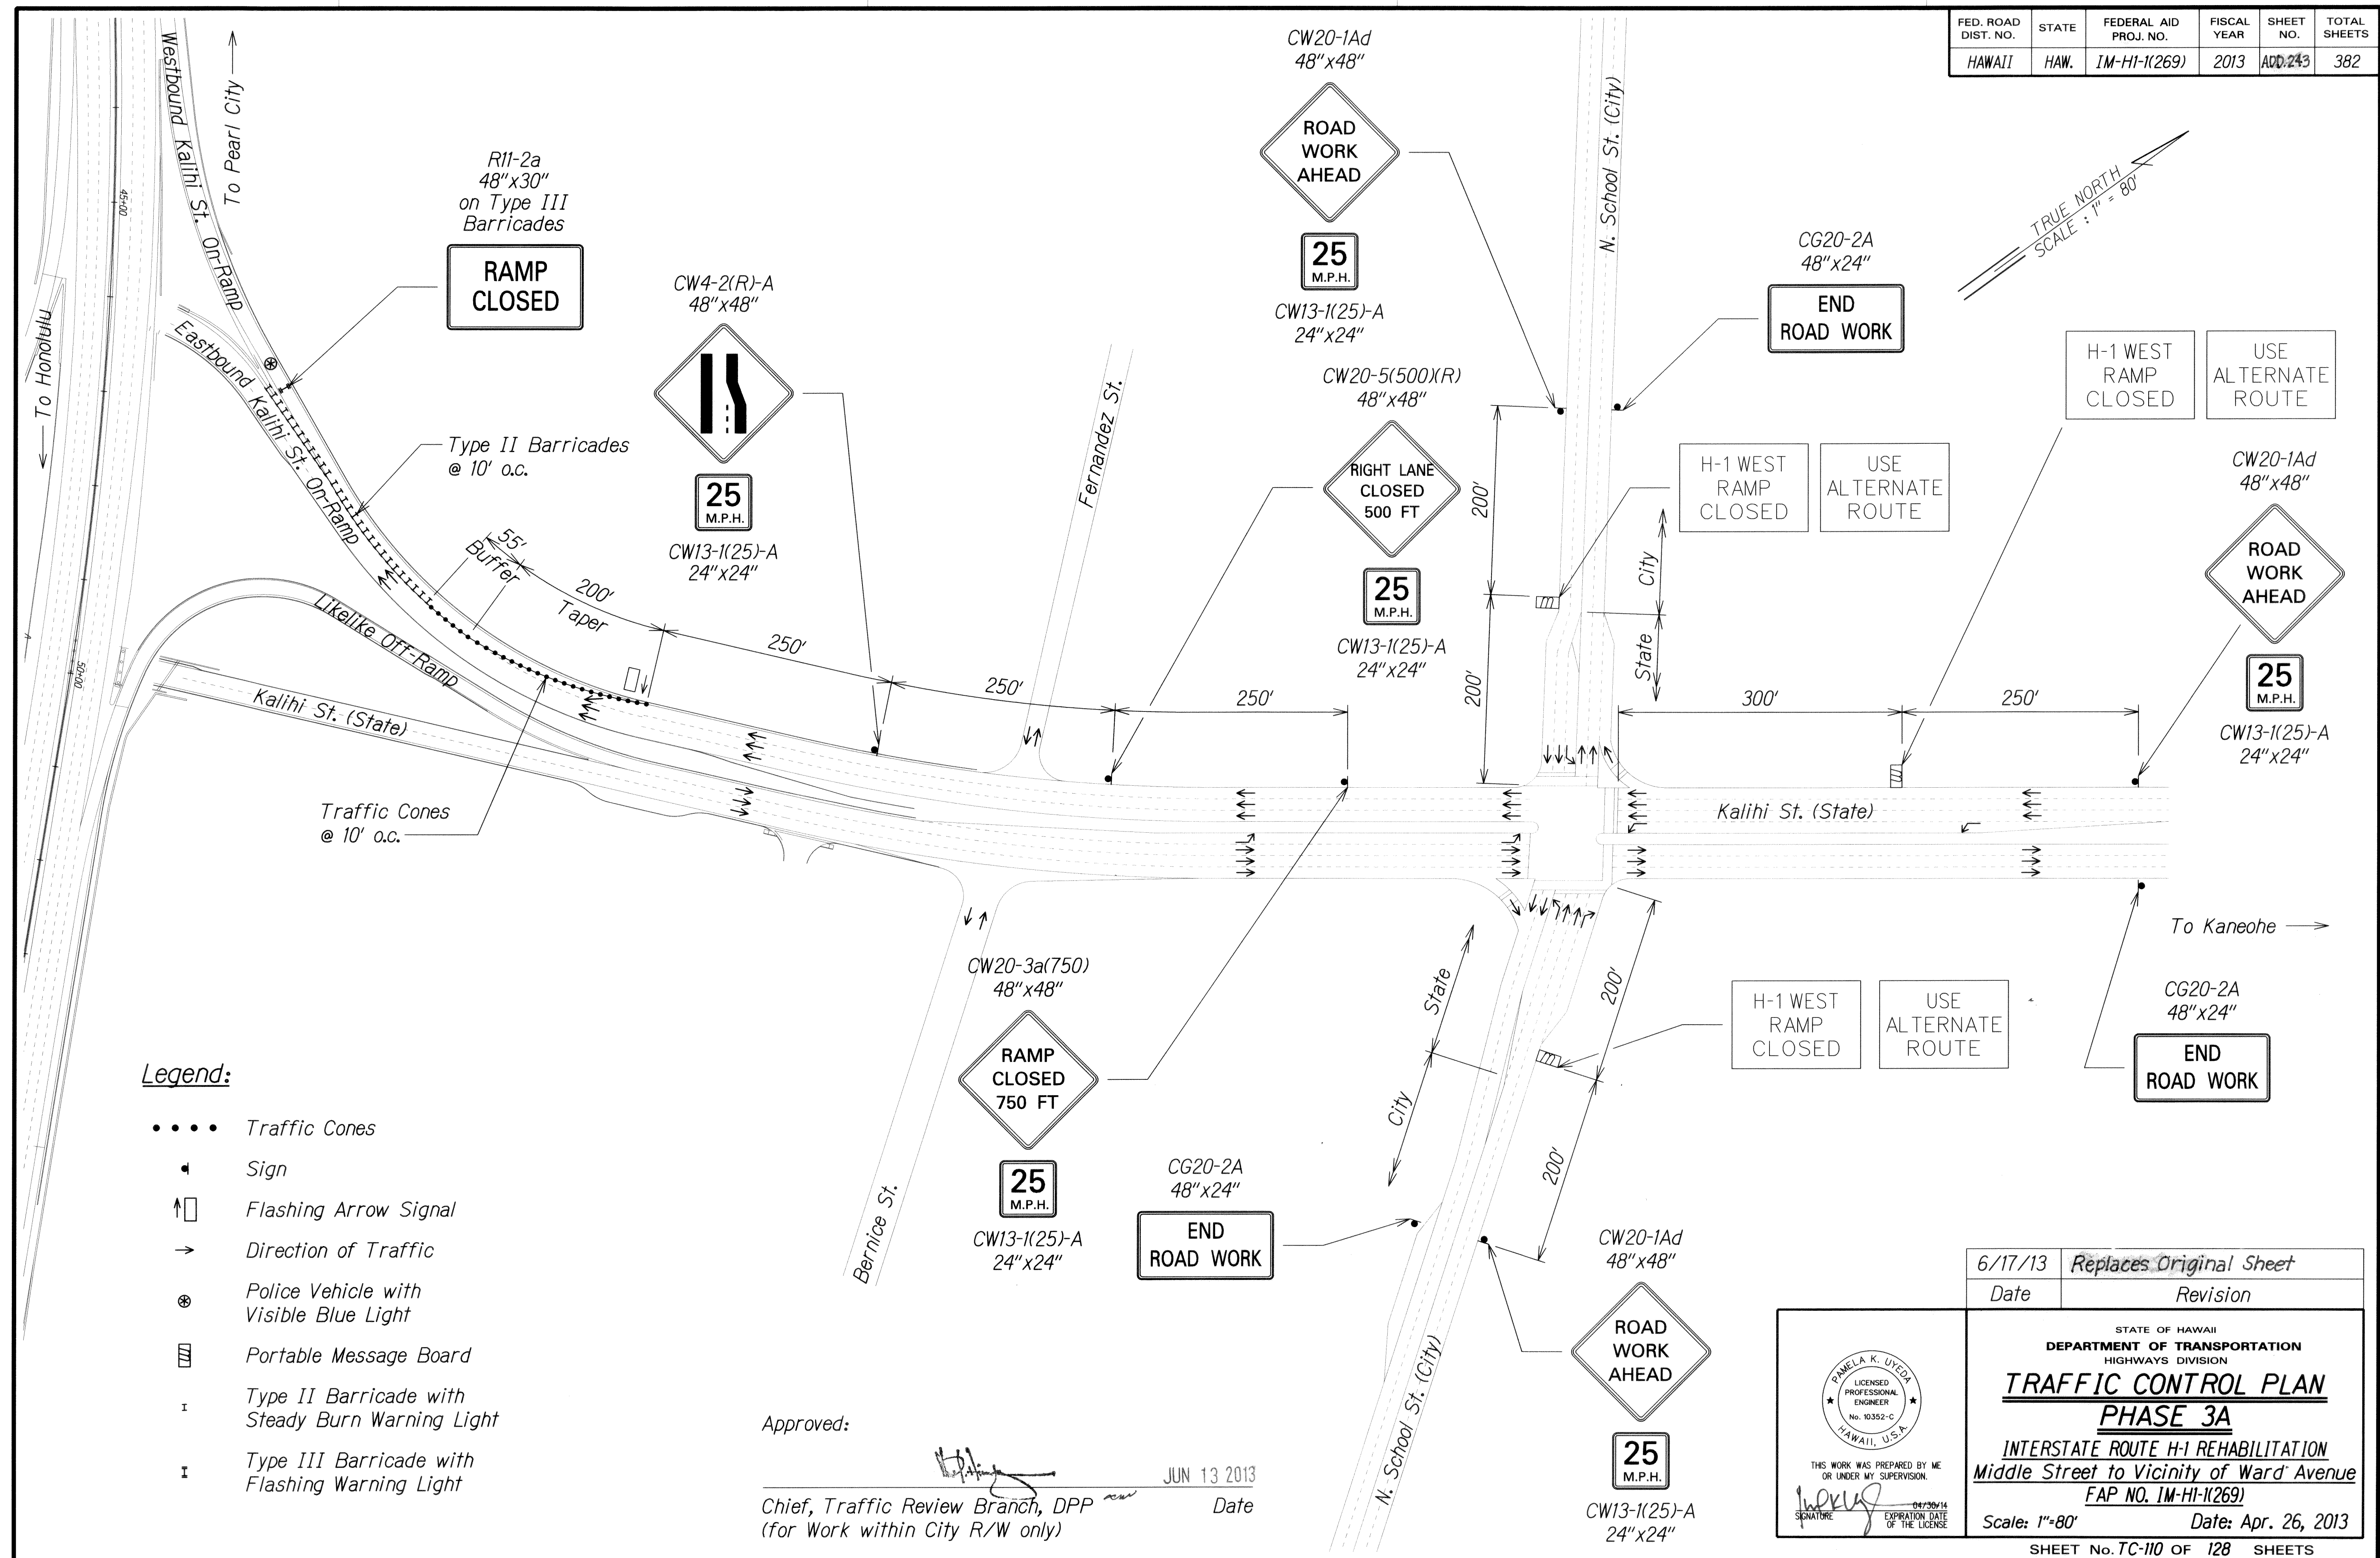 FED. ROAD DIST. NO.
STATE
FEDERAL AID PROJ. NO.
FISCAL YEAR
SHEET NO.
TOTAL SHEETS
HAWAII
HAW.
IM-H1-1(269)
2013
ADD.243
382
Westbound Kalihi St. On-Ramp
To Pearl City
45+00
To Honolulu
50+00
R11-2a
48"x30"
on Type III
Barricades
RAMP
CLOSED
Eastbound Kalihi St. On-Ramp
Type II Barricades
@ 10' o.c.
CW4-2(R)-A
48"x48"
25
M.P.H.
CW13-1(25)-A
24"x24"
55'
Buffer
200'
Taper
250'
250'
250'
Likelike Off-Ramp
Kalihi St. (State)
Traffic Cones
@ 10' o.c.
Fernandez St.
CW20-1Ad
48"x48"
ROAD
WORK
AHEAD
25
M.P.H.
CW13-1(25)-A
24"x24"
CW20-5(500)(R)
48"x48"
RIGHT LANE
CLOSED
500 FT
25
M.P.H.
CW13-1(25)-A
24"x24"
N. School St. (City)
200'
200'
City
State
CG20-2A
48"x24"
END
ROAD WORK
TRUE NORTH
SCALE : 1" = 80'
H-1 WEST
RAMP
CLOSED
USE
ALTERNATE
ROUTE
H-1 WEST
RAMP
CLOSED
USE
ALTERNATE
ROUTE
CW20-1Ad
48"x48"
ROAD
WORK
AHEAD
25
M.P.H.
CW13-1(25)-A
24"x24"
300'
250'
Kalihi St. (State)
To Kaneohe
CW20-3a(750)
48"x48"
RAMP
CLOSED
750 FT
25
M.P.H.
CW13-1(25)-A
24"x24"
Bernice St.
State
City
200'
200'
H-1 WEST
RAMP
CLOSED
USE
ALTERNATE
ROUTE
CG20-2A
48"x24"
END
ROAD WORK
CG20-2A
48"x24"
END
ROAD WORK
CW20-1Ad
48"x48"
ROAD
WORK
AHEAD
25
M.P.H.
CW13-1(25)-A
24"x24"
N. School St. (City)
Legend:
Traffic Cones
Sign
Flashing Arrow Signal
Direction of Traffic
Police Vehicle with
Visible Blue Light
Portable Message Board
Type II Barricade with
Steady Burn Warning Light
Type III Barricade with
Flashing Warning Light
Approved:
JUN 13 2013
Chief, Traffic Review Branch, DPP
Date
(for Work within City R/W only)
6/17/13
Replaces Original Sheet
Date
Revision
PAMELA K. UYEDA
LICENSED
PROFESSIONAL
ENGINEER
No. 10352-C
HAWAII, U.S.A.
THIS WORK WAS PREPARED BY ME
OR UNDER MY SUPERVISION.
04/30/14
SIGNATURE
EXPIRATION DATE
OF THE LICENSE
STATE OF HAWAII
DEPARTMENT OF TRANSPORTATION
HIGHWAYS DIVISION
TRAFFIC CONTROL PLAN
PHASE 3A
INTERSTATE ROUTE H-1 REHABILITATION
Middle Street to Vicinity of Ward Avenue
FAP NO. IM-H1-1(269)
Scale: 1"=80'
Date: Apr. 26, 2013
SHEET No. TC-110 OF 128 SHEETS